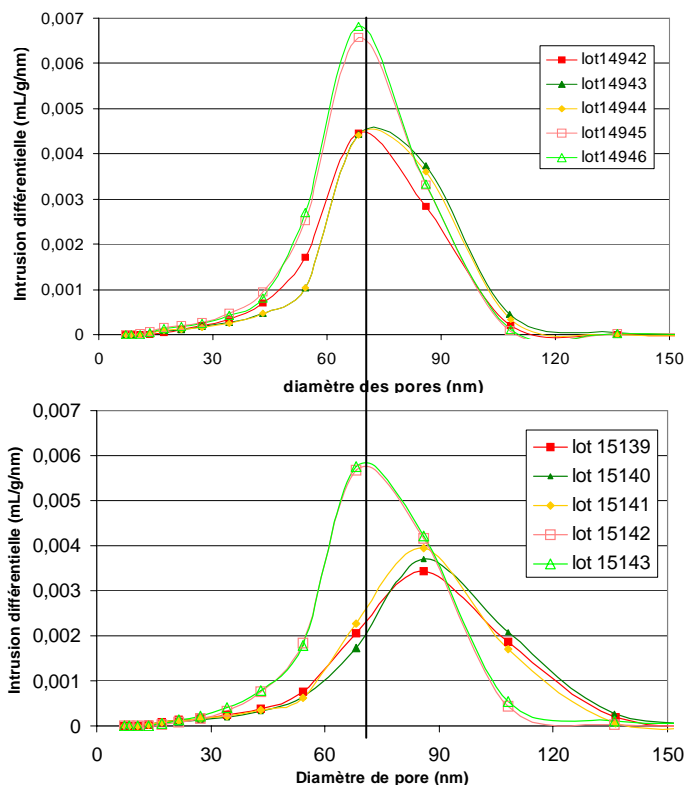 Intrusion différentielle (mL/g/nm)
0,007
0,006
0,005
0,004
0,003
0,002
0,001
0
0 30 60 90 120 150
diamètre des pores (nm)
lot14942
lot14943
lot14944
lot14945
lot14946
Intrusion différentielle (mL/g/nm)
0,007
0,006
0,005
0,004
0,003
0,002
0,001
0
0 30 60 90 120 150
Diamètre de pore (nm)
lot 15139
lot 15140
lot 15141
lot 15142
lot 15143